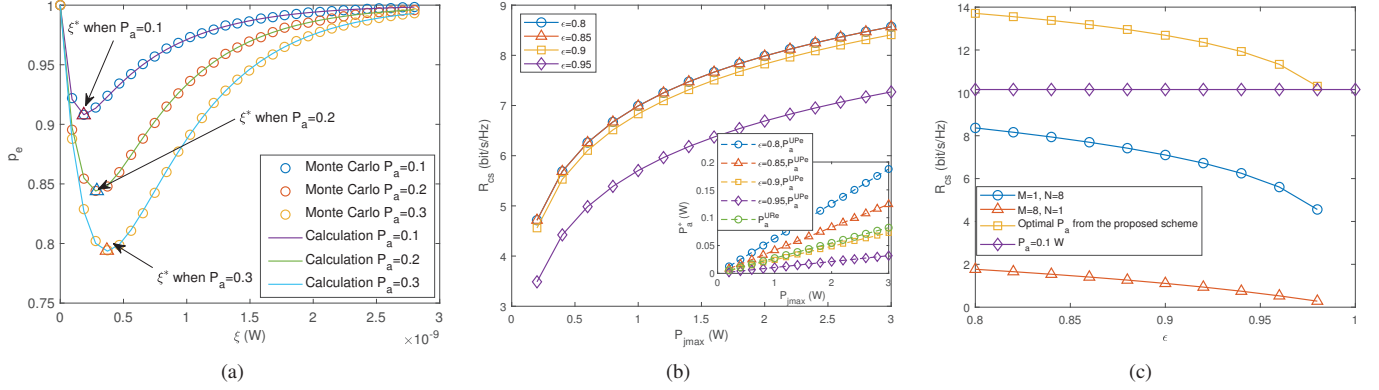 ξ* when P_a=0.1
ξ* when P_a=0.2
ξ* when P_a=0.3
Monte Carlo P_a=0.1
Monte Carlo P_a=0.2
Monte Carlo P_a=0.3
Calculation P_a=0.1
Calculation P_a=0.2
Calculation P_a=0.3
1
0.95
0.9
0.85
0.8
0.75
p_e
0 0.5 1 1.5 2 2.5 3
ξ (W) ×10^-9
(a)
ϵ=0.8
ϵ=0.85
ϵ=0.9
ϵ=0.95
9
8
7
6
5
4
3
R_cs (bit/s/Hz)
ϵ=0.8,P_a^UPe
ϵ=0.85,P_a^UPe
ϵ=0.9,P_a^UPe
ϵ=0.95,P_a^UPe
P_a^URe
0.2
0.15
0.1
0.05
0
P_a^* (W)
1 2 3
P_jmax (W)
0 0.5 1 1.5 2 2.5 3
P_jmax (W)
(b)
14
12
10
8
6
4
2
0
R_cs (bit/s/Hz)
M=1, N=8
M=8, N=1
Optimal P_a from the proposed scheme
P_a=0.1 W
0.8 0.85 0.9 0.95 1
ϵ
(c)